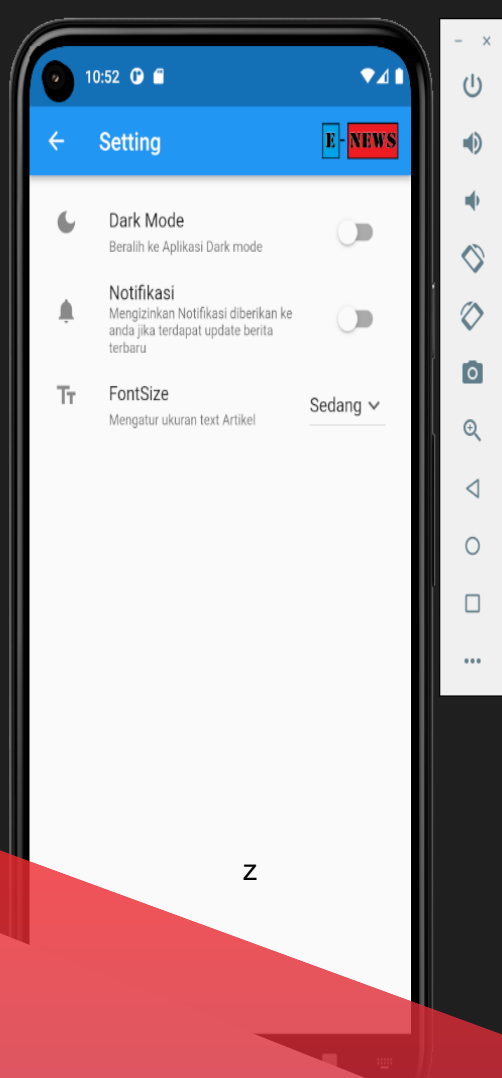 10:52
Setting
E-NEWS
Dark Mode
Beralih ke Aplikasi Dark mode
Notifikasi
Mengizinkan Notifikasi diberikan ke
anda jika terdapat update berita
terbaru
Tт FontSize
Sedang
Mengatur ukuran text Artikel
z